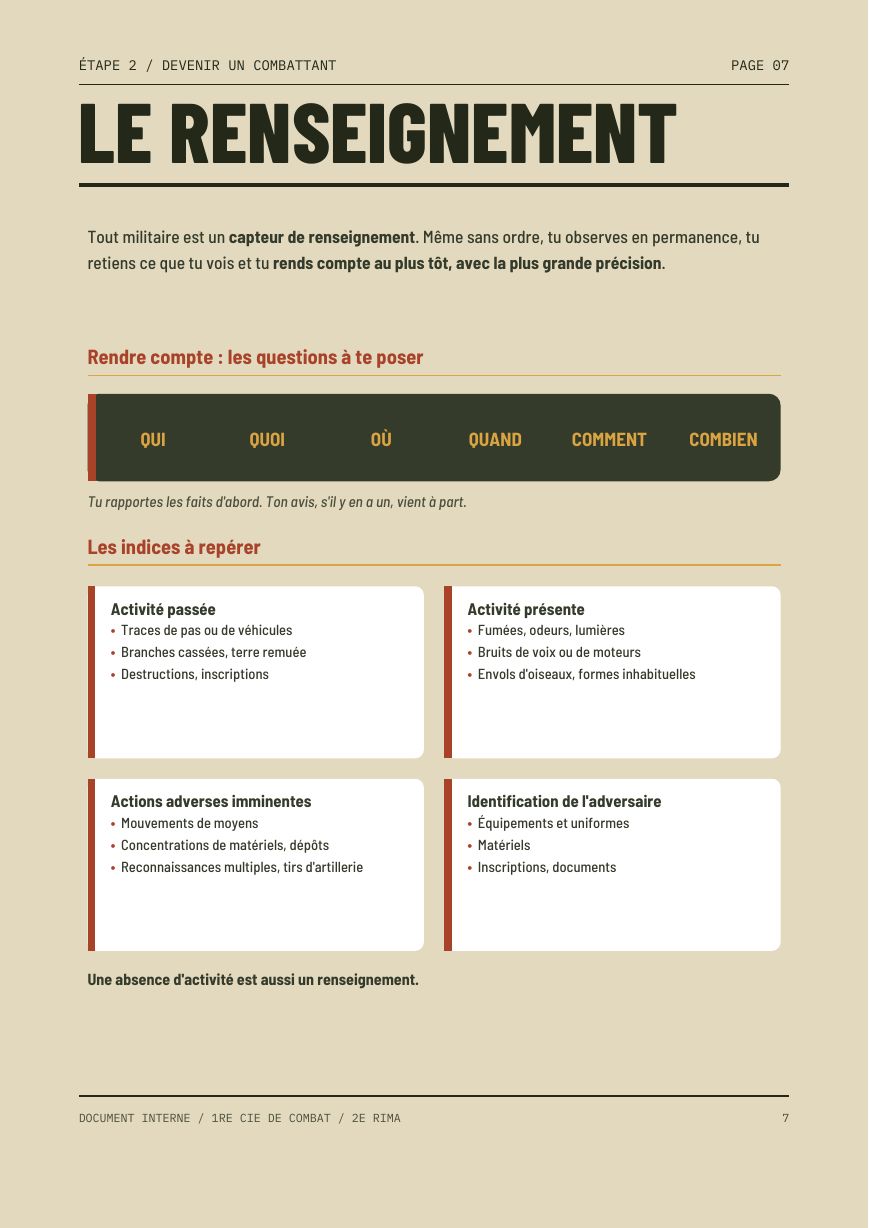 ÉTAPE 2 / DEVENIR UN COMBATTANT
PAGE 07
LE RENSEIGNEMENT
Tout militaire est un capteur de renseignement. Même sans ordre, tu observes en permanence, tu
retiens ce que tu vois et tu rends compte au plus tôt, avec la plus grande précision.
Rendre compte : les questions à te poser
QUI QUOI OÙ QUAND COMMENT COMBIEN
Tu rapportes les faits d'abord. Ton avis, s'il y en a un, vient à part.
Les indices à repérer
Activité passée
• Traces de pas ou de véhicules
• Branches cassées, terre remuée
• Destructions, inscriptions
Activité présente
• Fumées, odeurs, lumières
• Bruits de voix ou de moteurs
• Envols d'oiseaux, formes inhabituelles
Actions adverses imminentes
• Mouvements de moyens
• Concentrations de matériels, dépôts
• Reconnaissances multiples, tirs d'artillerie
Identification de l'adversaire
• Équipements et uniformes
• Matériels
• Inscriptions, documents
Une absence d'activité est aussi un renseignement.
DOCUMENT INTERNE / 1RE CIE DE COMBAT / 2E RIMA
7